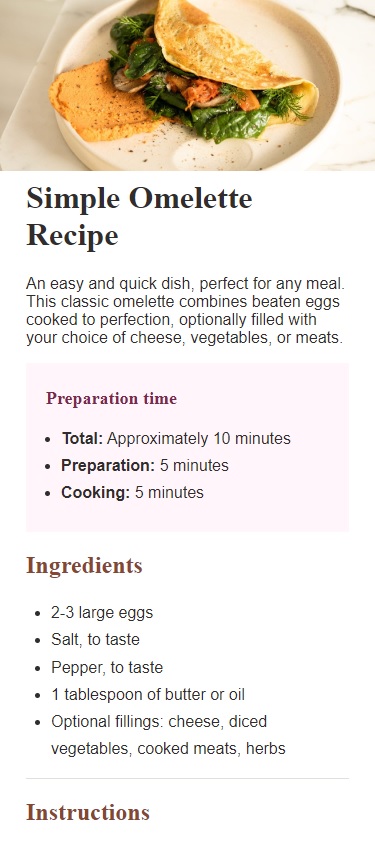 Simple Omelette
Recipe
An easy and quick dish, perfect for any meal.
This classic omelette combines beaten eggs
cooked to perfection, optionally filled with
your choice of cheese, vegetables, or meats.
Preparation time
Total: Approximately 10 minutes
Preparation: 5 minutes
Cooking: 5 minutes
Ingredients
2-3 large eggs
Salt, to taste
Pepper, to taste
1 tablespoon of butter or oil
Optional fillings: cheese, diced
vegetables, cooked meats, herbs
Instructions